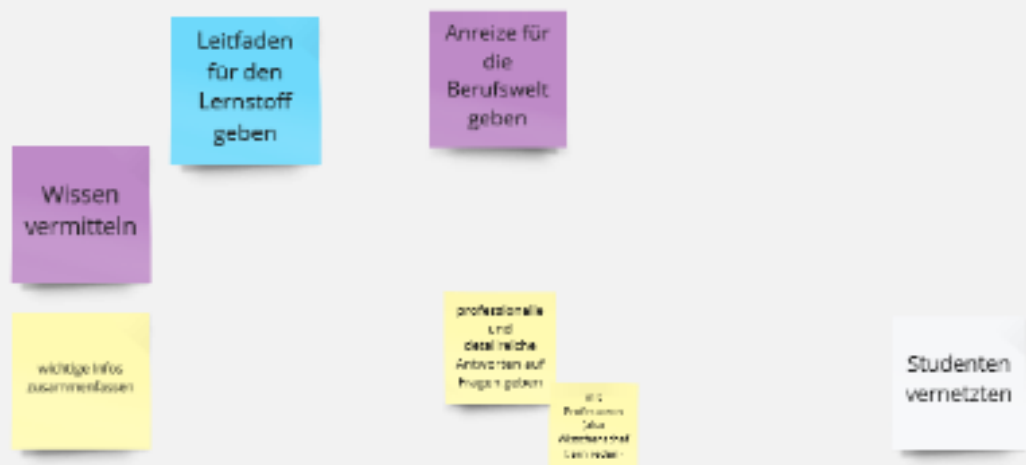 Leitfaden
für den
Lernstoff
geben
Anreize für
die
Berufswelt
geben
Wissen
vermitteln
wichtige Infos
zusammenfassen
professionelle
und
detailreiche
Antworten auf
Fragen geben
Studenten
vernetzten